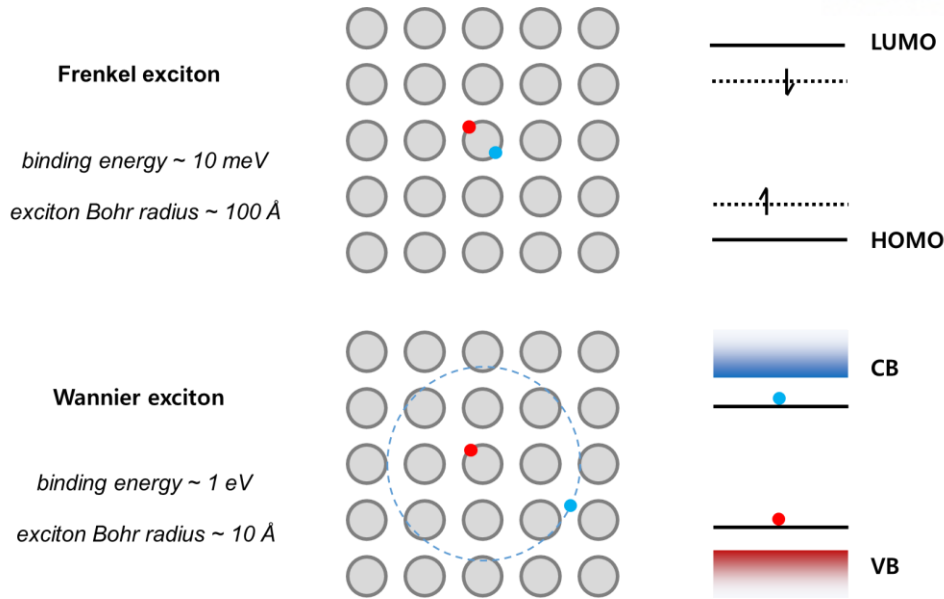 LUMO
Frenkel exciton
binding energy ~ 10 meV
exciton Bohr radius ~ 100 Å
HOMO
CB
Wannier exciton
binding energy ~ 1 eV
exciton Bohr radius ~ 10 Å
VB